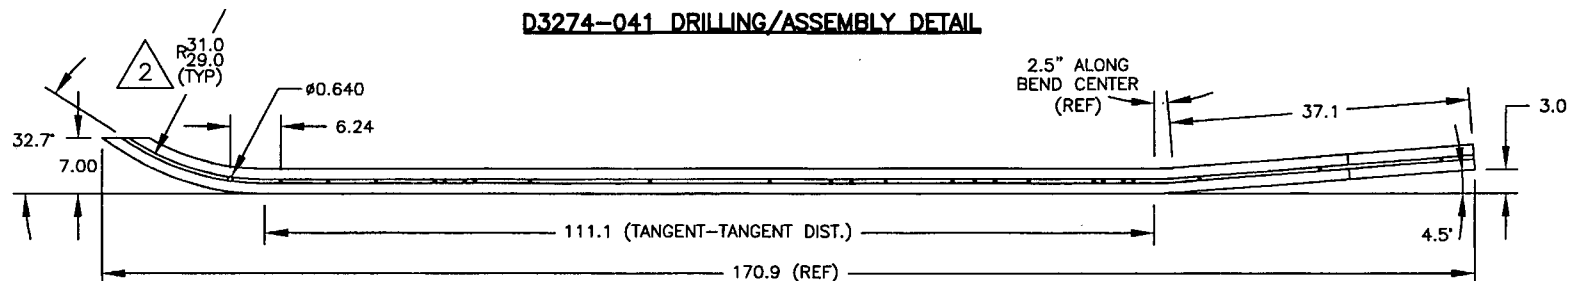 D3274-041 DRILLING/ASSEMBLY DETAIL
2
R31.0
29.0
(TYP)
ø0.640
6.24
32.7°
7.00
2.5" ALONG
BEND CENTER
(REF)
37.1
3.0
111.1 (TANGENT-TANGENT DIST.)
4.5°
170.9 (REF)